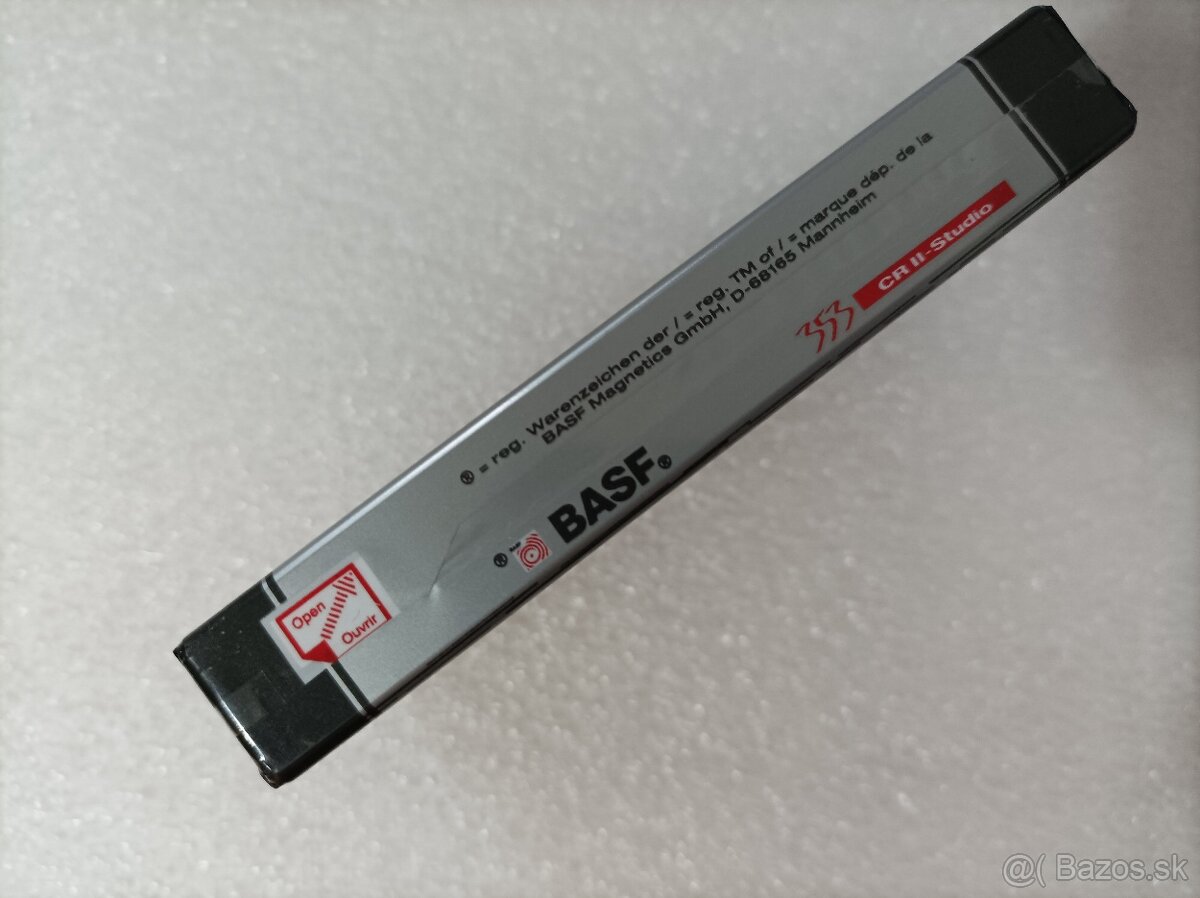 ® = reg. Warenzeichen der / = reg. TM of / = marque dép. de la
BASF Magnetics GmbH, D-68165 Mannheim
CR II-Studio
® BASF®
Open
Ouvrir
@( Bazos.sk